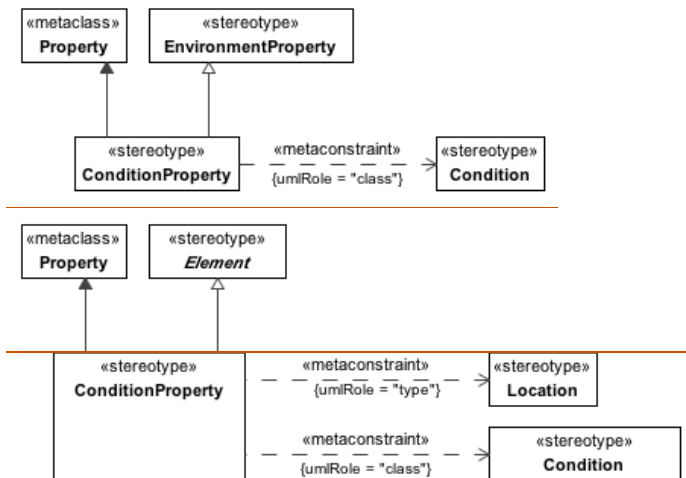 «metaclass»
Property
«stereotype»
EnvironmentProperty
«stereotype»
ConditionProperty
«metaconstraint»
{umlRole = "class"}
«stereotype»
Condition
«metaclass»
Property
«stereotype»
Element
«stereotype»
ConditionProperty
«metaconstraint»
{umlRole = "type"}
«stereotype»
Location
«metaconstraint»
{umlRole = "class"}
«stereotype»
Condition